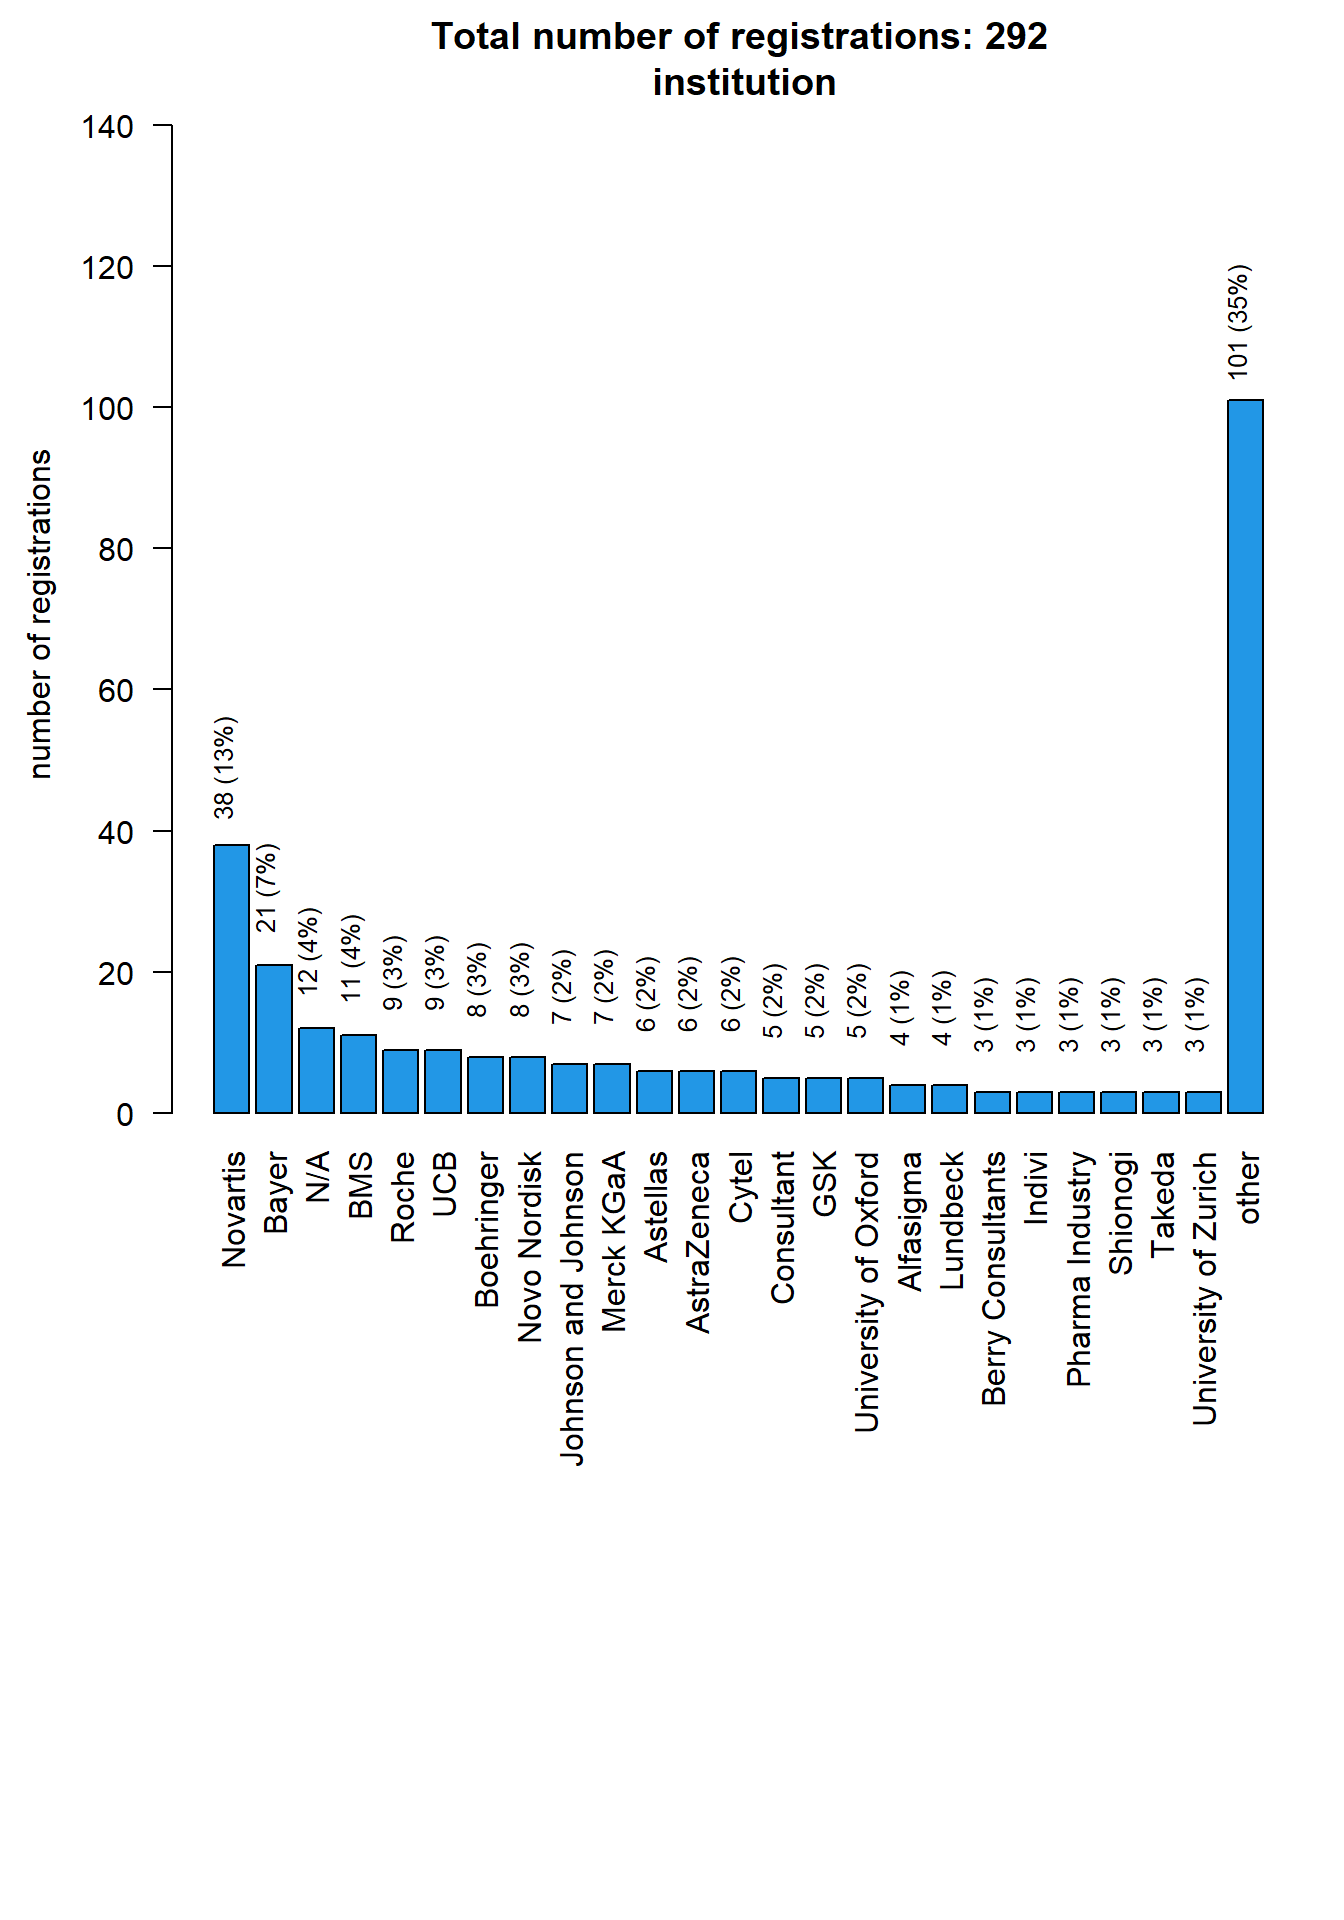 Total number of registrations: 292
institution
number of registrations
140
120
100
80
60
40
20
0
38 (13%)
21 (7%)
12 (4%)
11 (4%)
9 (3%)
9 (3%)
8 (3%)
8 (3%)
7 (2%)
7 (2%)
6 (2%)
6 (2%)
6 (2%)
5 (2%)
5 (2%)
5 (2%)
4 (1%)
4 (1%)
3 (1%)
3 (1%)
3 (1%)
3 (1%)
3 (1%)
3 (1%)
101 (35%)
Novartis
Bayer
N/A
BMS
Roche
UCB
Boehringer
Novo Nordisk
Johnson and Johnson
Merck KGaA
Astellas
AstraZeneca
Cytel
Consultant
GSK
University of Oxford
Alfasigma
Lundbeck
Berry Consultants
Indivi
Pharma Industry
Shionogi
Takeda
University of Zurich
other